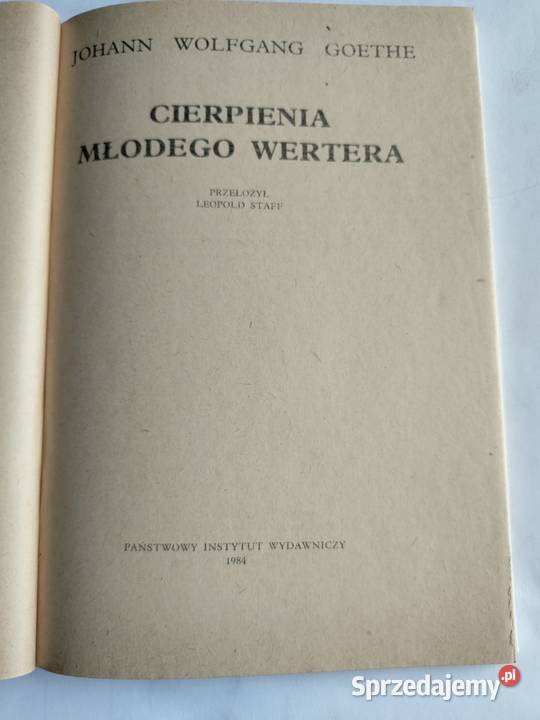 JOHANN WOLFGANG GOETHE
CIERPIENIA
MŁODEGO WERTERA
PRZEŁOŻYŁ
LEOPOLD STAFF
PAŃSTWOWY INSTYTUT WYDAWNICZY
1984
Sprzedajemy.pl